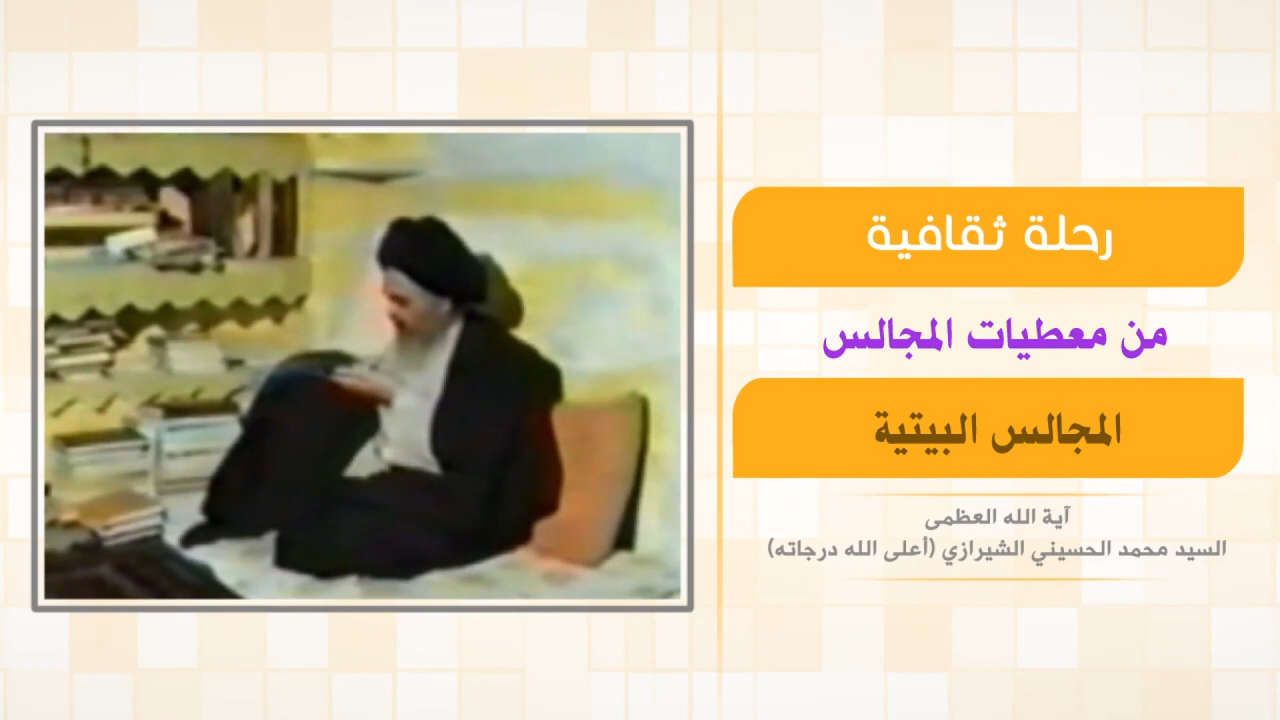 رحلة ثقافية
من معطيات المجالس
المجالس البيتية
آية الله العظمى
السيد محمد الحسيني الشيرازي (أعلى الله درجاته)